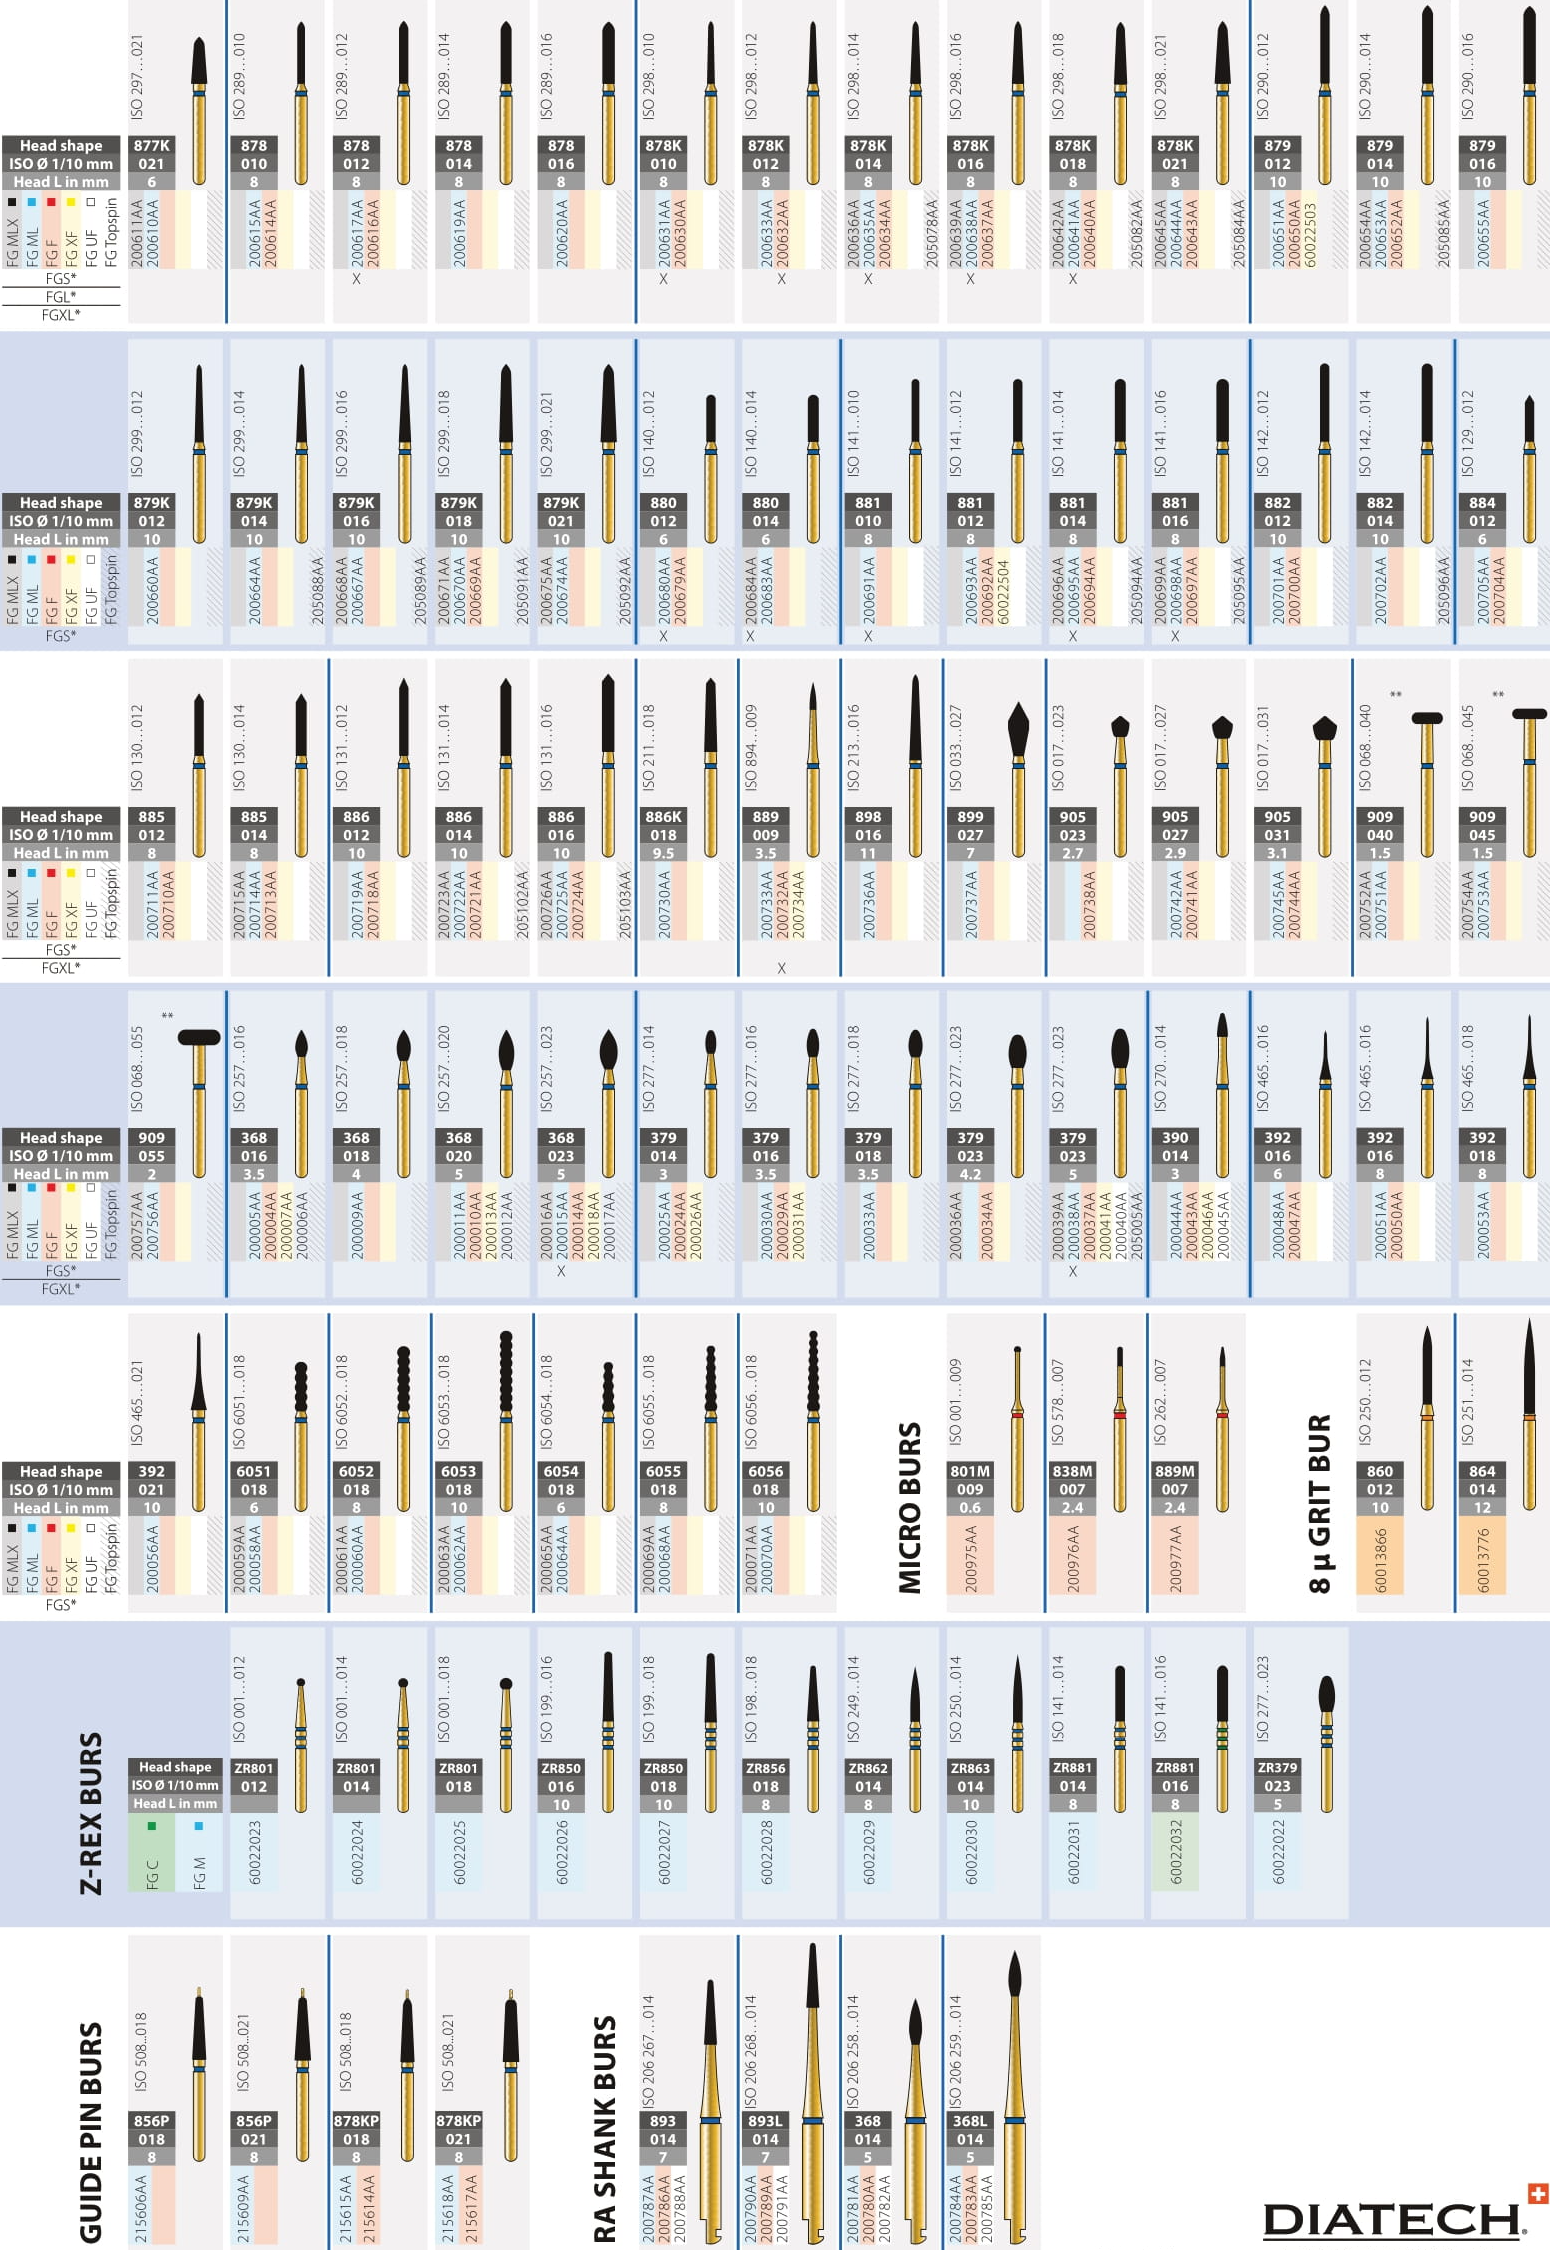 ISO 297…021
ISO 289…010
ISO 289…012
ISO 289…014
ISO 289…016
ISO 298…010
ISO 298…012
ISO 298…014
ISO 298…016
ISO 298…018
ISO 298…021
ISO 290…012
ISO 290…014
ISO 290…016
Head shape 877K 878 878 878 878 878K 878K 878K 878K 878K 878K 879 879 879
ISO Ø 1/10 mm 021 010 012 014 016 010 012 014 016 018 021 012 014 016
Head L in mm 6 8 8 8 8 8 8 8 8 8 8 10 10 10
FG MLX
FG ML
FG F
FG XF
FG UF
FG Topspin
200611AA
200610AA
200615AA
200614AA
200617AA
200616AA
200619AA
200620AA
200631AA
200630AA
200633AA
200632AA
200636AA
200635AA
200634AA
205078AA
200639AA
200638AA
200637AA
200642AA
200641AA
200640AA
205082AA
200645AA
200644AA
200643AA
205084AA
200651AA
200650AA
60022503
200654AA
200653AA
200652AA
205085AA
200655AA
FGS* X X X X X X
FGL*
FGXL*
ISO 299…012
ISO 299…014
ISO 299…016
ISO 299…018
ISO 299…021
ISO 140…012
ISO 140…014
ISO 141…010
ISO 141…012
ISO 141…014
ISO 141…016
ISO 142…012
ISO 142…014
ISO 129…012
Head shape 879K 879K 879K 879K 879K 880 880 881 881 881 881 882 882 884
ISO Ø 1/10 mm 012 014 016 018 021 012 014 010 012 014 016 012 014 012
Head L in mm 10 10 10 10 10 6 6 8 8 8 8 10 10 6
FG MLX
FG ML
FG F
FG XF
FG UF
FG Topspin
200660AA
200664AA
205088AA
200668AA
200667AA
205089AA
200671AA
200670AA
200669AA
205091AA
200675AA
200674AA
205092AA
200680AA
200679AA
200684AA
200683AA
200691AA
200693AA
200692AA
60022504
200696AA
200695AA
200694AA
205094AA
200699AA
200698AA
200697AA
205095AA
200701AA
200700AA
200702AA
205096AA
200705AA
200704AA
FGS* X X X X X
ISO 130…012
ISO 130…014
ISO 131…012
ISO 131…014
ISO 131…016
ISO 211…018
ISO 894…009
ISO 213…016
ISO 033…027
ISO 017…023
ISO 017…027
ISO 017…031
ISO 068…040
**
ISO 068…045
**
Head shape 885 885 886 886 886 886K 889 898 899 905 905 905 909 909
ISO Ø 1/10 mm 012 014 012 014 016 018 009 016 027 023 027 031 040 045
Head L in mm 8 8 10 10 10 9.5 3.5 11 7 2.7 2.9 3.1 1.5 1.5
FG MLX
FG ML
FG F
FG XF
FG UF
FG Topspin
200711AA
200710AA
200715AA
200714AA
200713AA
200719AA
200718AA
200723AA
200722AA
200721AA
205102AA
200726AA
200725AA
200724AA
205103AA
200730AA
200733AA
200732AA
200734AA
200736AA
200737AA
200738AA
200742AA
200741AA
200745AA
200744AA
200752AA
200751AA
200754AA
200753AA
FGS*
FGXL* X
ISO 068…055
**
ISO 257…016
ISO 257…018
ISO 257…020
ISO 257…023
ISO 277…014
ISO 277…016
ISO 277…018
ISO 277…023
ISO 277…023
ISO 270…014
ISO 465…016
ISO 465…016
ISO 465…018
Head shape 909 368 368 368 368 379 379 379 379 379 390 392 392 392
ISO Ø 1/10 mm 055 016 018 020 023 014 016 018 023 023 014 016 016 018
Head L in mm 2 3.5 4 5 5 3 3.5 3.5 4.2 5 3 6 8 8
FG MLX
FG ML
FG F
FG XF
FG UF
FG Topspin
200757AA
200756AA
200005AA
200004AA
200007AA
200006AA
200009AA
200011AA
200010AA
200013AA
200012AA
200016AA
200015AA
200014AA
200018AA
200017AA
200025AA
200024AA
200026AA
200030AA
200029AA
200031AA
200033AA
200036AA
200034AA
200039AA
200038AA
200037AA
200041AA
200040AA
205005AA
200044AA
200043AA
200046AA
200045AA
200048AA
200047AA
200051AA
200050AA
200053AA
FGS* X X
FGXL*
ISO 465…021
ISO 6051…018
ISO 6052…018
ISO 6053…018
ISO 6054…018
ISO 6055…018
ISO 6056…018
Head shape 392 6051 6052 6053 6054 6055 6056
ISO Ø 1/10 mm 021 018 018 018 018 018 018
Head L in mm 10 6 8 10 6 8 10
FG MLX
FG ML
FG F
FG XF
FG UF
FG Topspin
200056AA
200059AA
200058AA
200061AA
200060AA
200063AA
200062AA
200065AA
200064AA
200069AA
200068AA
200071AA
200070AA
FGS*
MICRO BURS
ISO 001…009
ISO 578…007
ISO 262…007
801M 838M 889M
009 007 007
0.6 2.4 2.4
200975AA
200976AA
200977AA
8 µ GRIT BUR
ISO 250…012
ISO 251…014
860 864
012 014
10 12
60013866
60013776
Z-REX BURS
ISO 001…012
ISO 001…014
ISO 001…018
ISO 199…016
ISO 199…018
ISO 198…018
ISO 249…014
ISO 250…014
ISO 141…014
ISO 141…016
ISO 277…023
Head shape ZR801 ZR801 ZR801 ZR850 ZR850 ZR856 ZR862 ZR863 ZR881 ZR881 ZR379
ISO Ø 1/10 mm 012 014 018 016 018 018 014 014 014 016 023
Head L in mm 10 10 8 8 10 8 8 5
FG C
FG M
60022023
60022024
60022025
60022026
60022027
60022028
60022029
60022030
60022031
60022032
60022022
GUIDE PIN BURS
ISO 508...018
ISO 508...021
ISO 508...018
ISO 508...021
856P 856P 878KP 878KP
018 021 018 021
8 8 8 8
215606AA
215609AA
215615AA
215614AA
215618AA
215617AA
RA SHANK BURS
ISO 206 267…014
ISO 206 268…014
ISO 206 258…014
ISO 206 259…014
893 893L 368 368L
014 014 014 014
7 7 5 5
200787AA
200786AA
200788AA
200790AA
200789AA
200791AA
200781AA
200780AA
200782AA
200784AA
200783AA
200785AA
DIATECH®